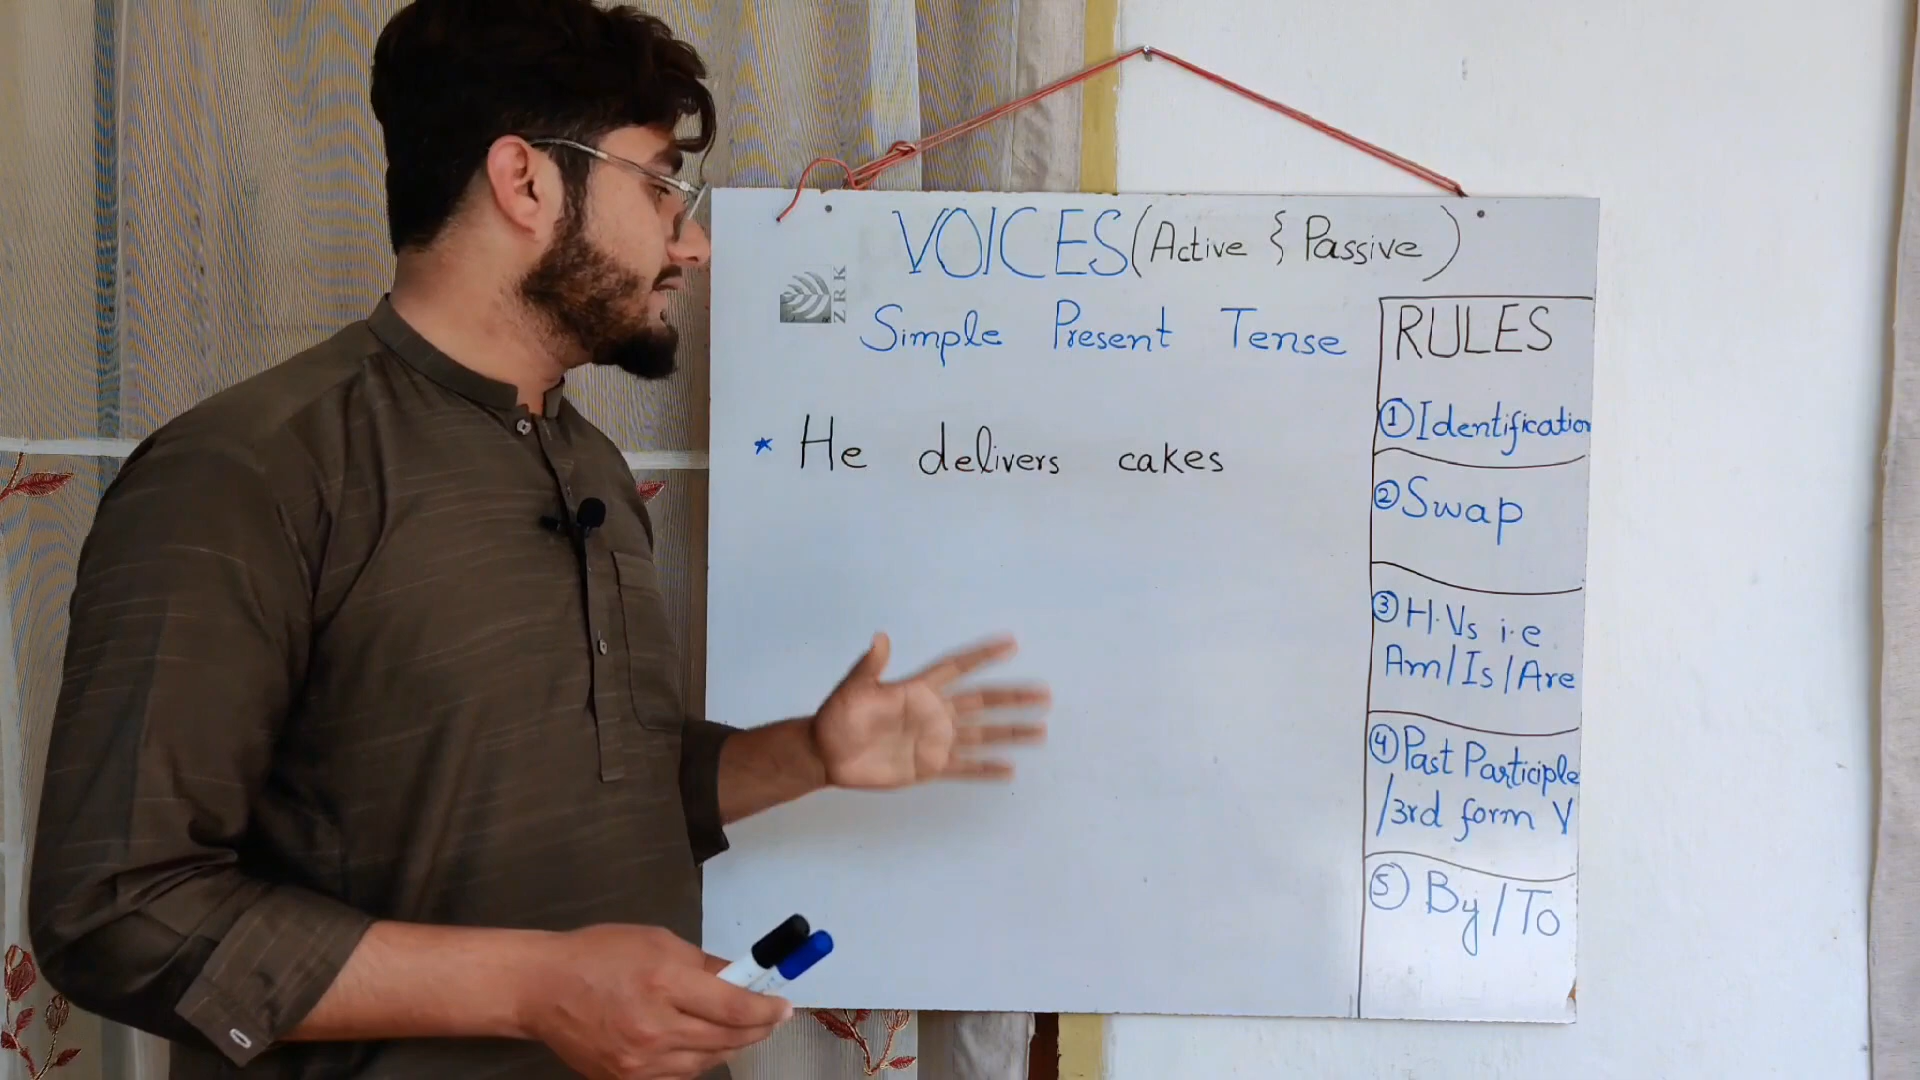 VOICES (Active & Passive)
ZRK
Simple Present Tense
* He delivers cakes
RULES
① Identification
② Swap
③ H.Vs i.e
Am/Is/Are
④ Past Participle
/3rd form V
⑤ By/To